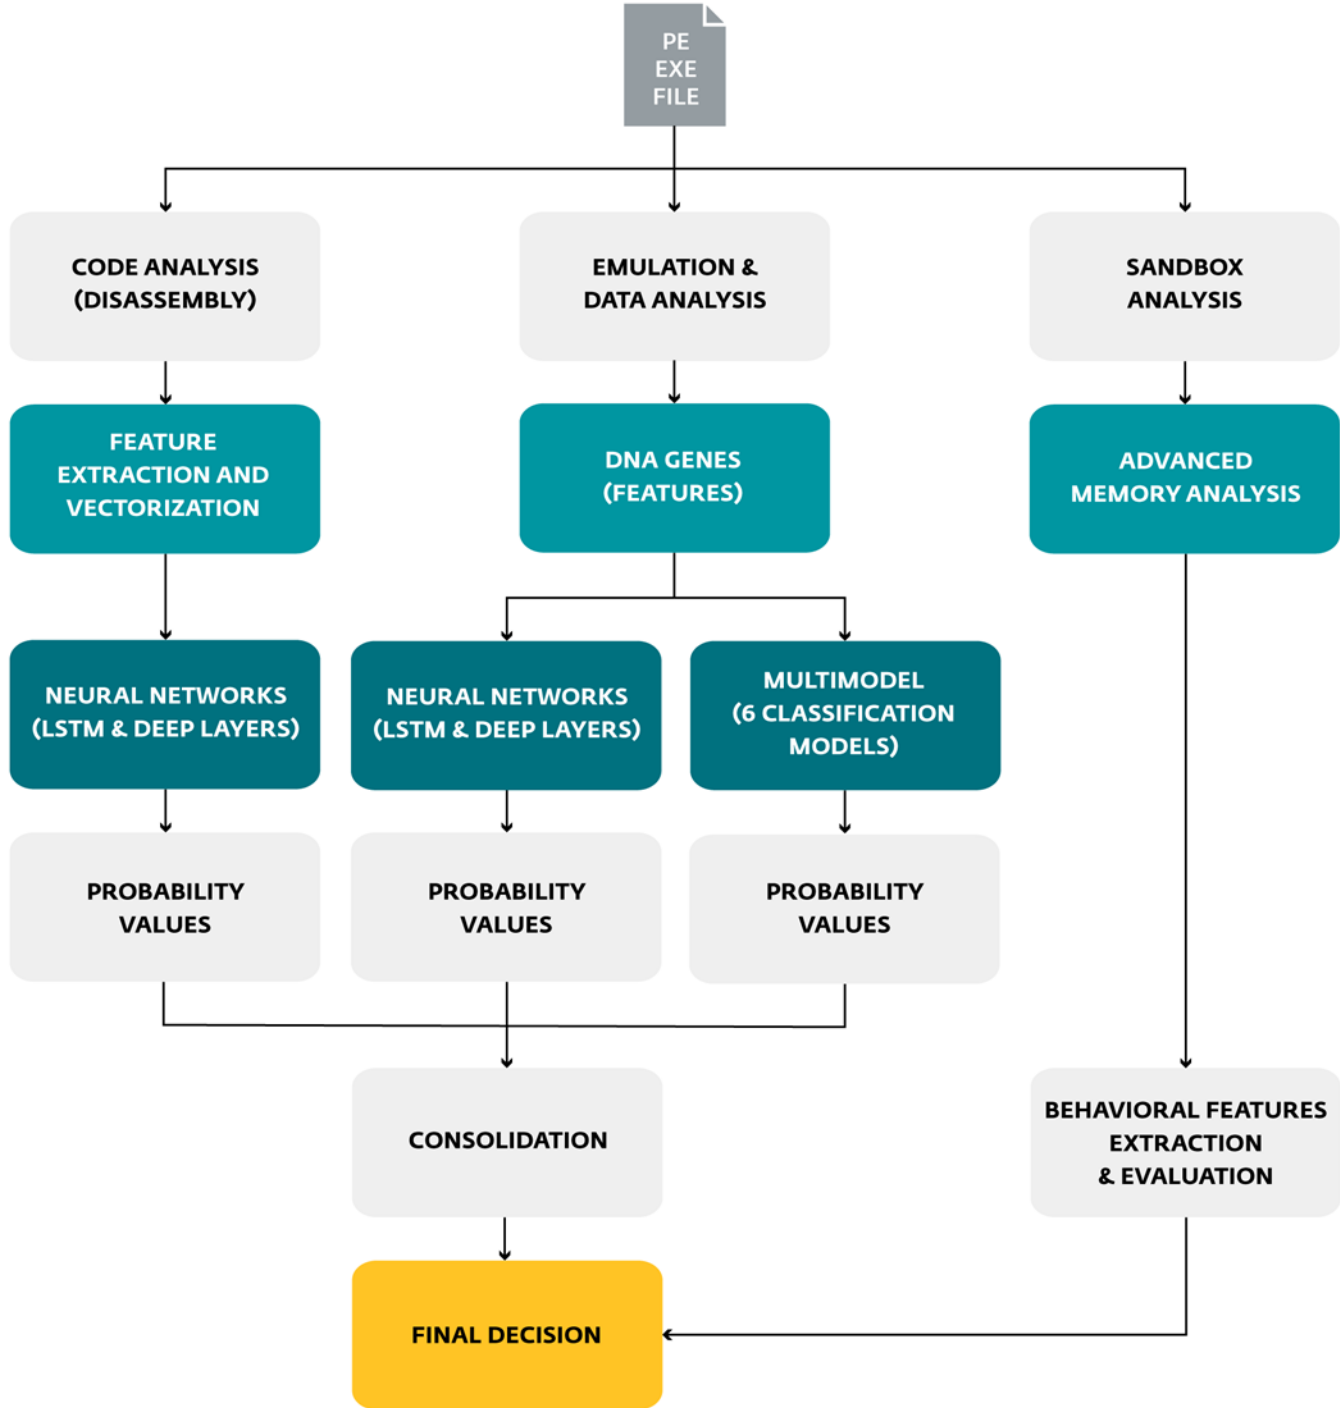 PE
EXE
FILE
CODE ANALYSIS
(DISASSEMBLY)
EMULATION &
DATA ANALYSIS
SANDBOX
ANALYSIS
FEATURE
EXTRACTION AND
VECTORIZATION
DNA GENES
(FEATURES)
ADVANCED
MEMORY ANALYSIS
NEURAL NETWORKS
(LSTM & DEEP LAYERS)
NEURAL NETWORKS
(LSTM & DEEP LAYERS)
MULTIMODEL
(6 CLASSIFICATION
MODELS)
PROBABILITY
VALUES
PROBABILITY
VALUES
PROBABILITY
VALUES
CONSOLIDATION
BEHAVIORAL FEATURES
EXTRACTION
& EVALUATION
FINAL DECISION